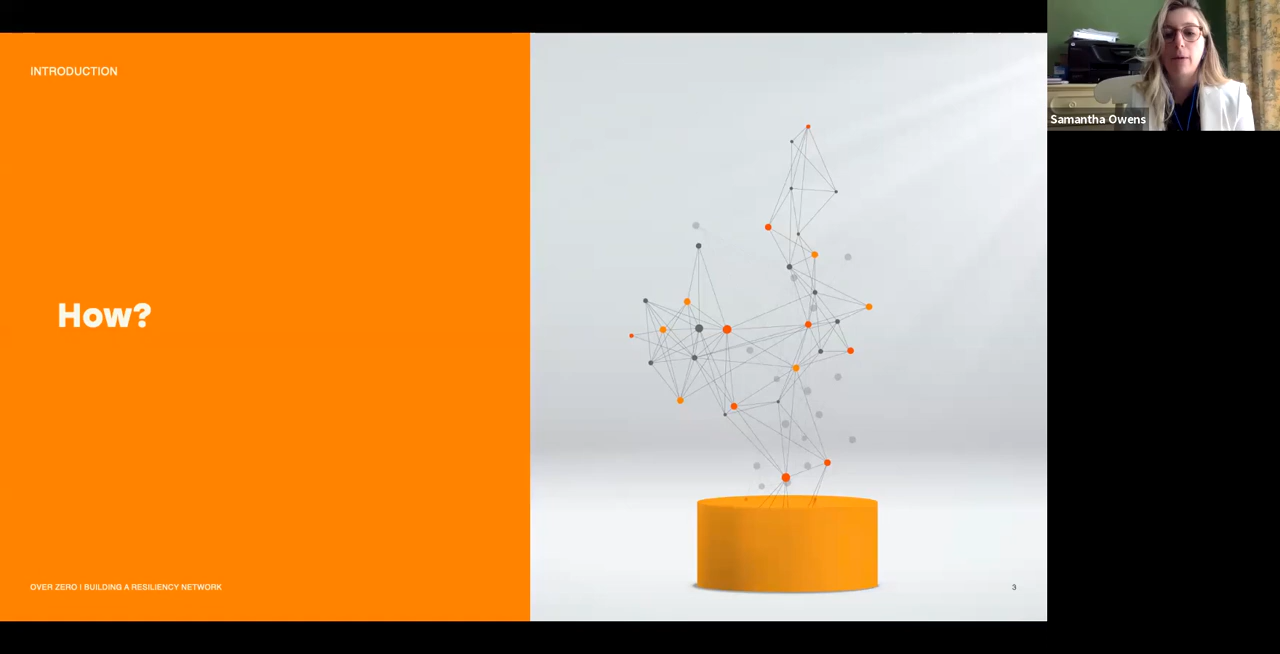 INTRODUCTION
How?
OVER ZERO I BUILDING A RESILIENCY NETWORK
3
Samantha Owens